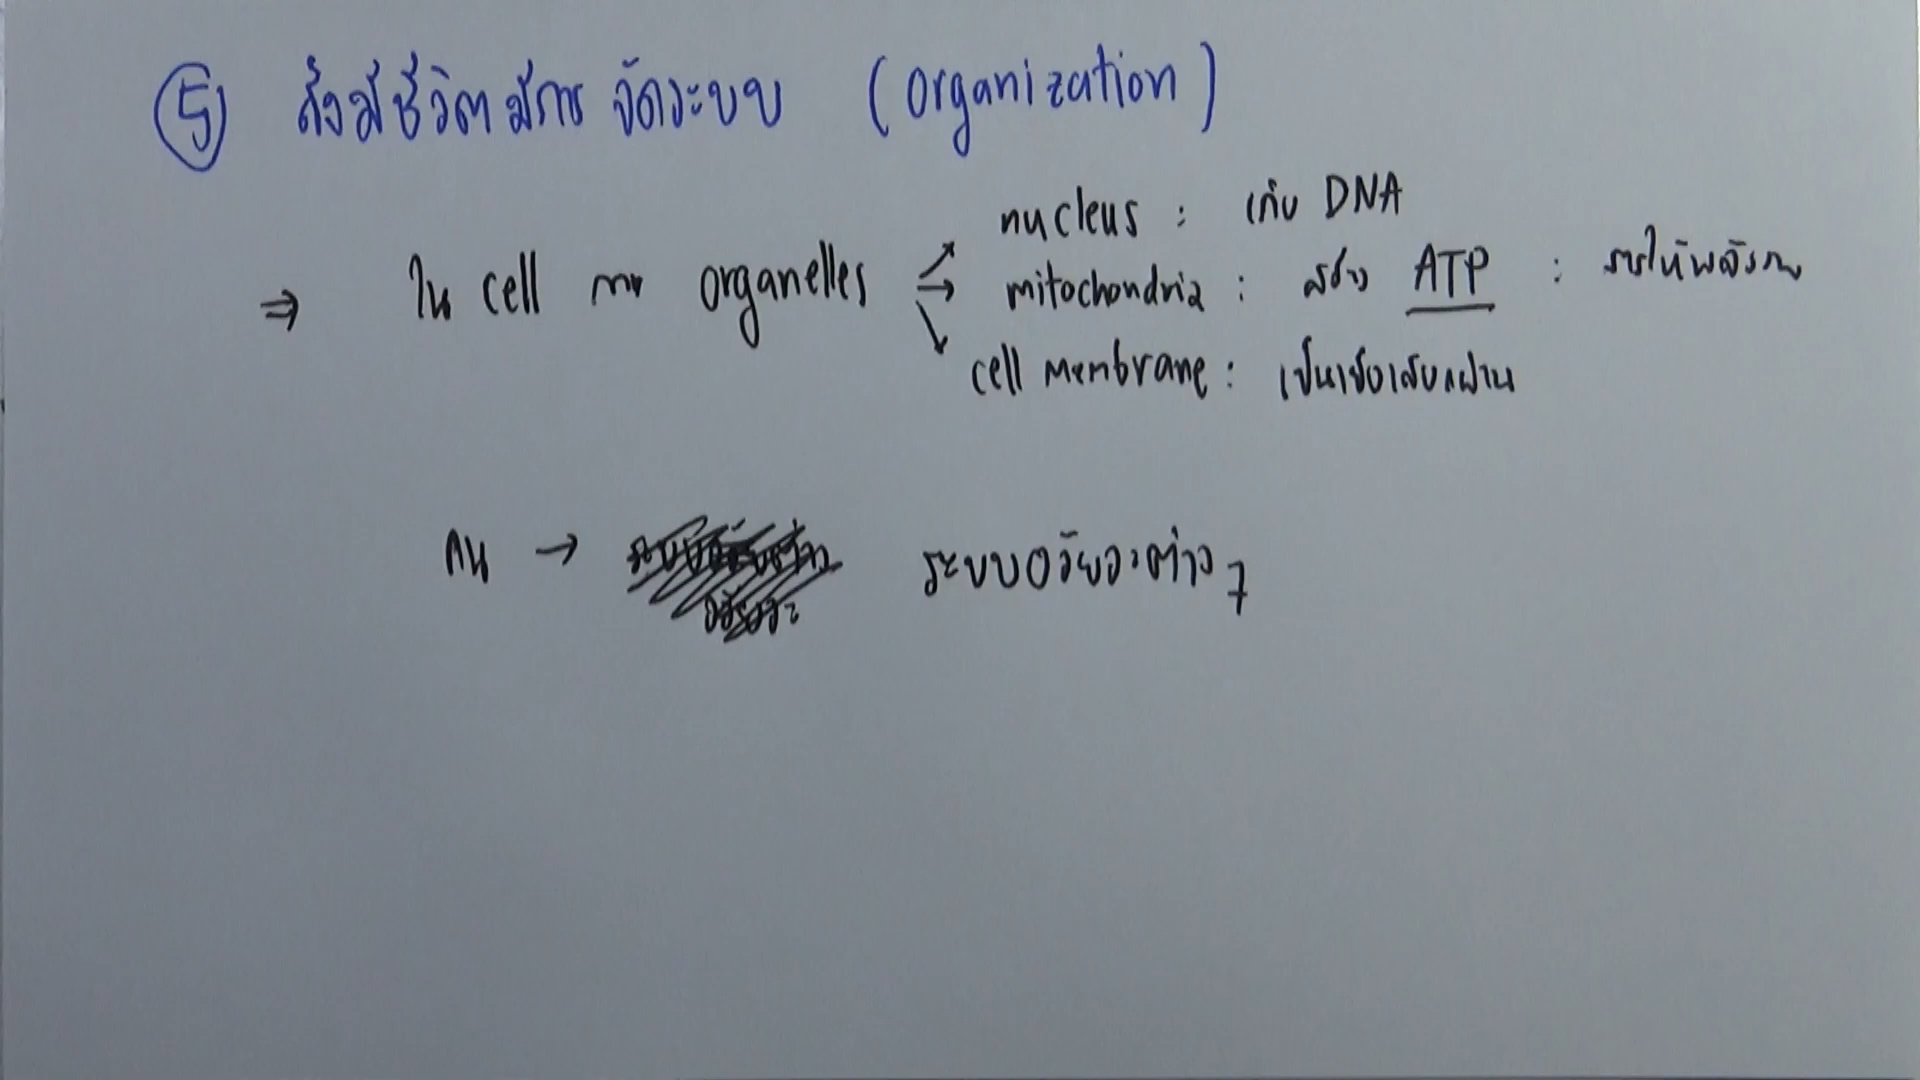 5 สิ่งมีชีวิตมีการจัดระบบ (organization)
nucleus : เก็บ DNA
⇒ ใน cell organelles → mitochondria : สร้าง ATP : สารให้พลังงาน
cell membrane : เป็นเยื่อเลือกผ่าน
คน → ระบบอวัยวะต่างๆ